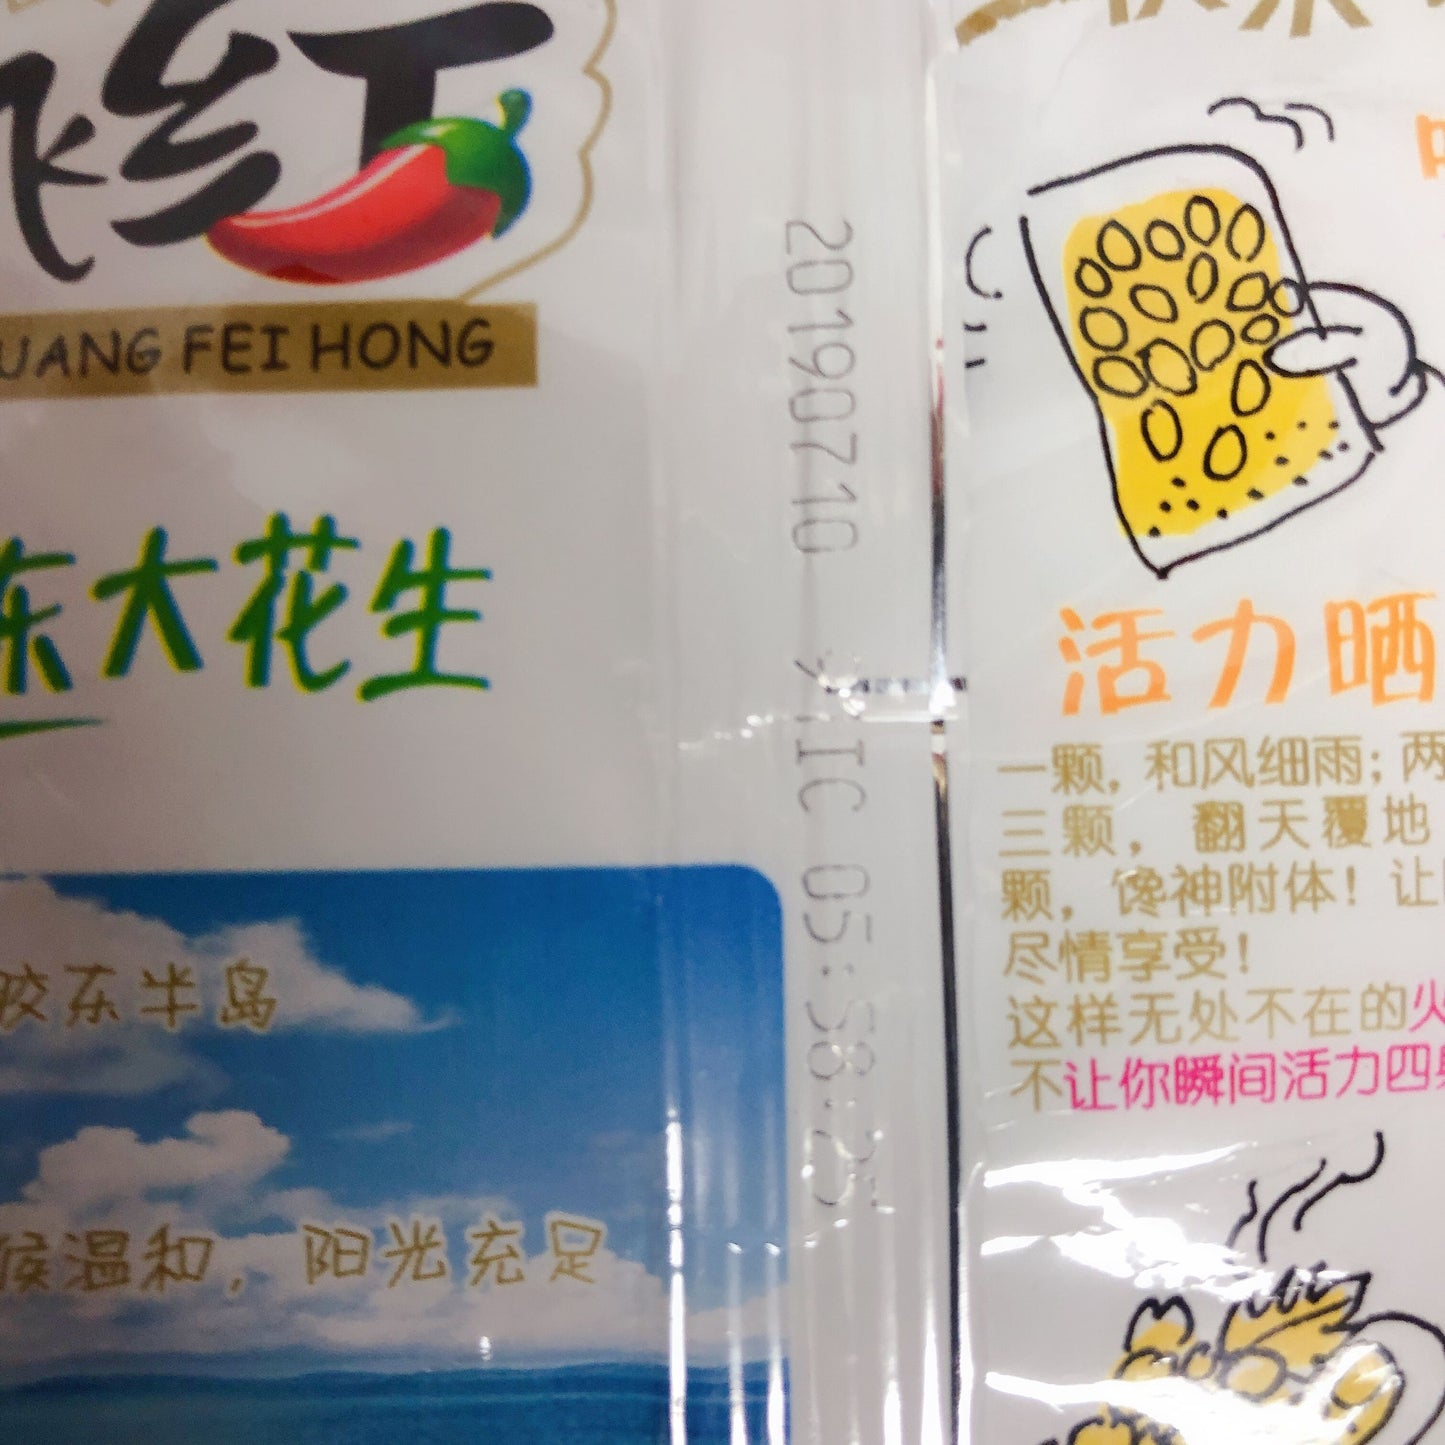 飞红
UANG FEI HONG
东大花生
胶东半岛
候温和，阳光充足
20190710
IC 05:58:25
活力晒
一颗，和风细雨；两
三颗，翻天覆地
颗，馋神附体！让
尽情享受！
这样无处不在的火
不让你瞬间活力四